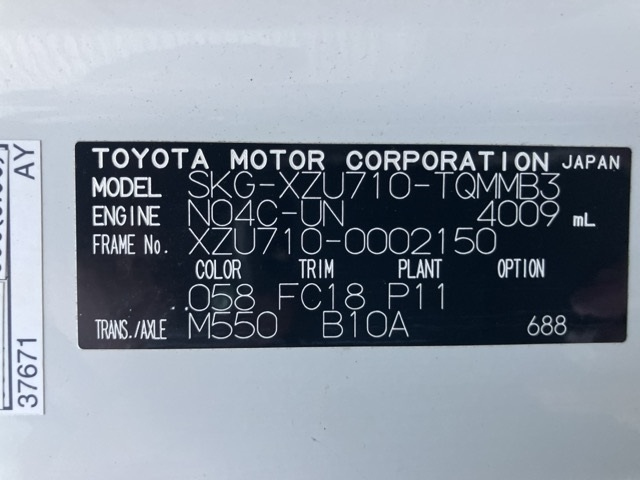 TOYOTA MOTOR CORPORATION JAPAN
MODEL SKG-XZU710-TQMMB3
ENGINE N04C-UN 4009 mL
FRAME No. XZU710-0002150
COLOR TRIM PLANT OPTION
058 FC18 P11
TRANS./AXLE M550 B10A 688
AY
37671